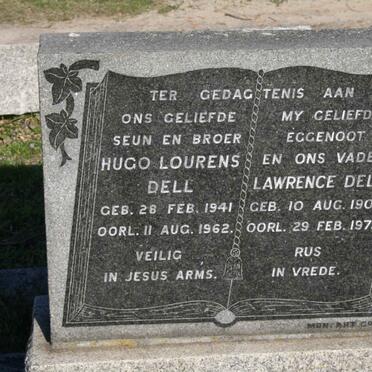 TER GEDAGTENIS AAN
ONS GELIEFDE
SEUN EN BROER
HUGO LOURENS
DELL
GEB. 28 FEB. 1941
OORL. 11 AUG. 1962.
VEILIG
IN JESUS ARMS.
MY GELIEFD
EGGENOOT
EN ONS VADE
LAWRENCE DEL
GEB. 10 AUG. 190
OORL. 29 FEB. 197
RUS
IN VREDE.